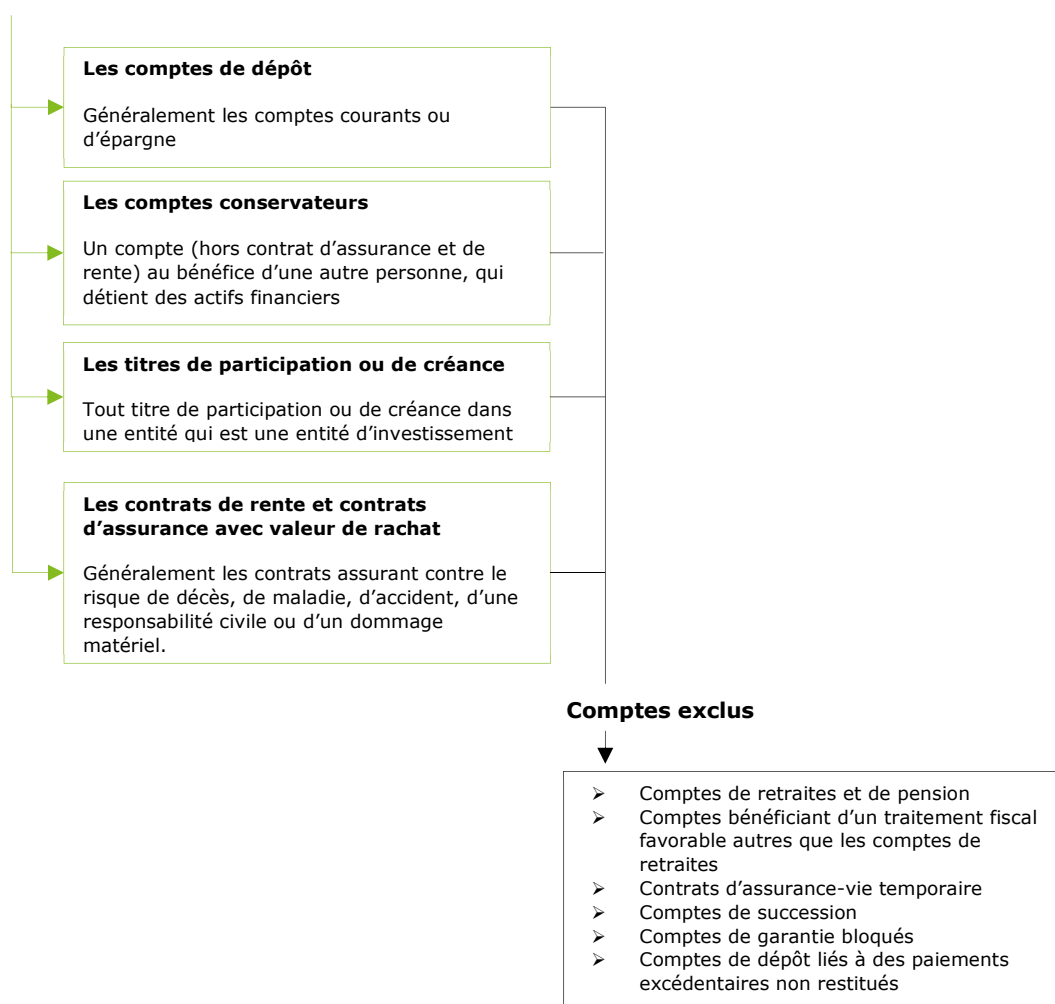 Les comptes de dépôt
Généralement les comptes courants ou
d’épargne
Les comptes conservateurs
Un compte (hors contrat d’assurance et de
rente) au bénéfice d’une autre personne, qui
détient des actifs financiers
Les titres de participation ou de créance
Tout titre de participation ou de créance dans
une entité qui est une entité d’investissement
Les contrats de rente et contrats
d’assurance avec valeur de rachat
Généralement les contrats assurant contre le
risque de décès, de maladie, d’accident, d’une
responsabilité civile ou d’un dommage
matériel.
Comptes exclus
➢ Comptes de retraites et de pension
➢ Comptes bénéficiant d’un traitement fiscal
favorable autres que les comptes de
retraites
➢ Contrats d’assurance-vie temporaire
➢ Comptes de succession
➢ Comptes de garantie bloqués
➢ Comptes de dépôt liés à des paiements
excédentaires non restitués